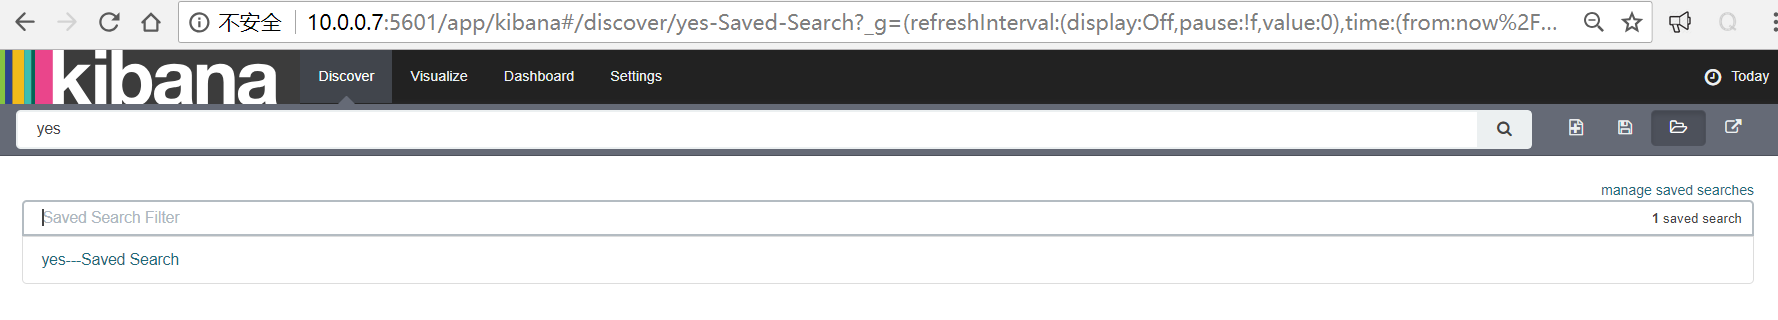 不安全 10.0.0.7:5601/app/kibana#/discover/yes-Saved-Search?_g=(refreshInterval:(display:Off,pause:!f,value:0),time:(from:now%2F...
kibana Discover Visualize Dashboard Settings Today
yes
manage saved searches
Saved Search Filter 1 saved search
yes---Saved Search